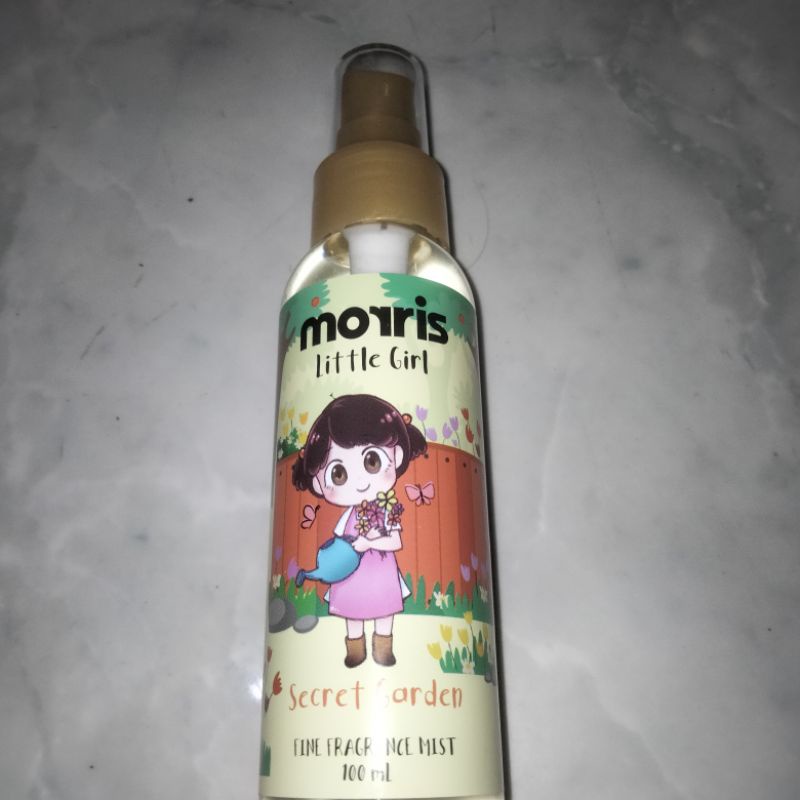 morris
Little Girl
Secret Garden
FINE FRAGRANCE MIST
100 mL